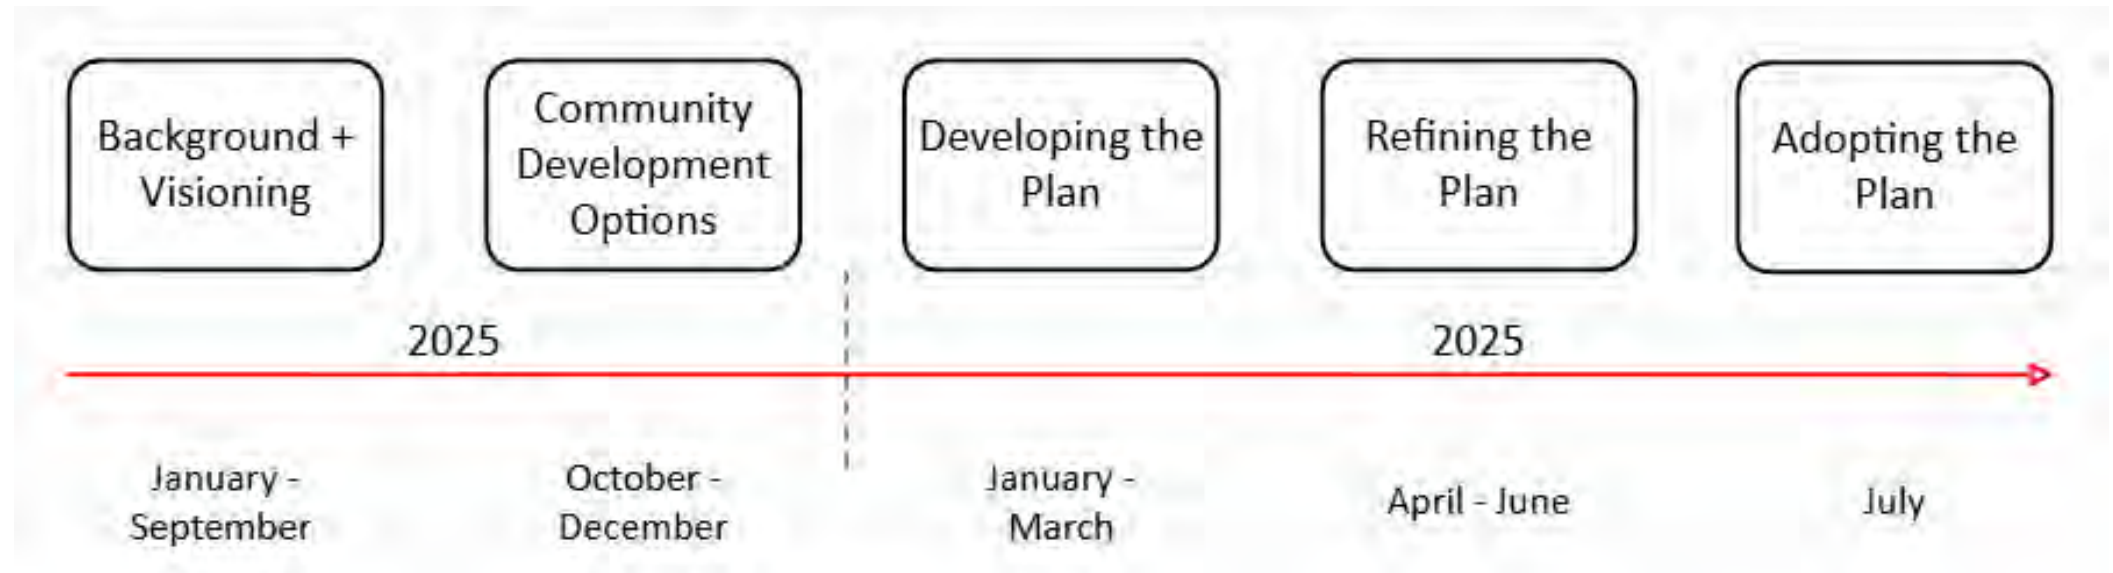 Background +
Visioning
Community
Development
Options
Developing the
Plan
Refining the
Plan
Adopting the
Plan
2025
2025
January -
September
October -
December
January -
March
April - June
July